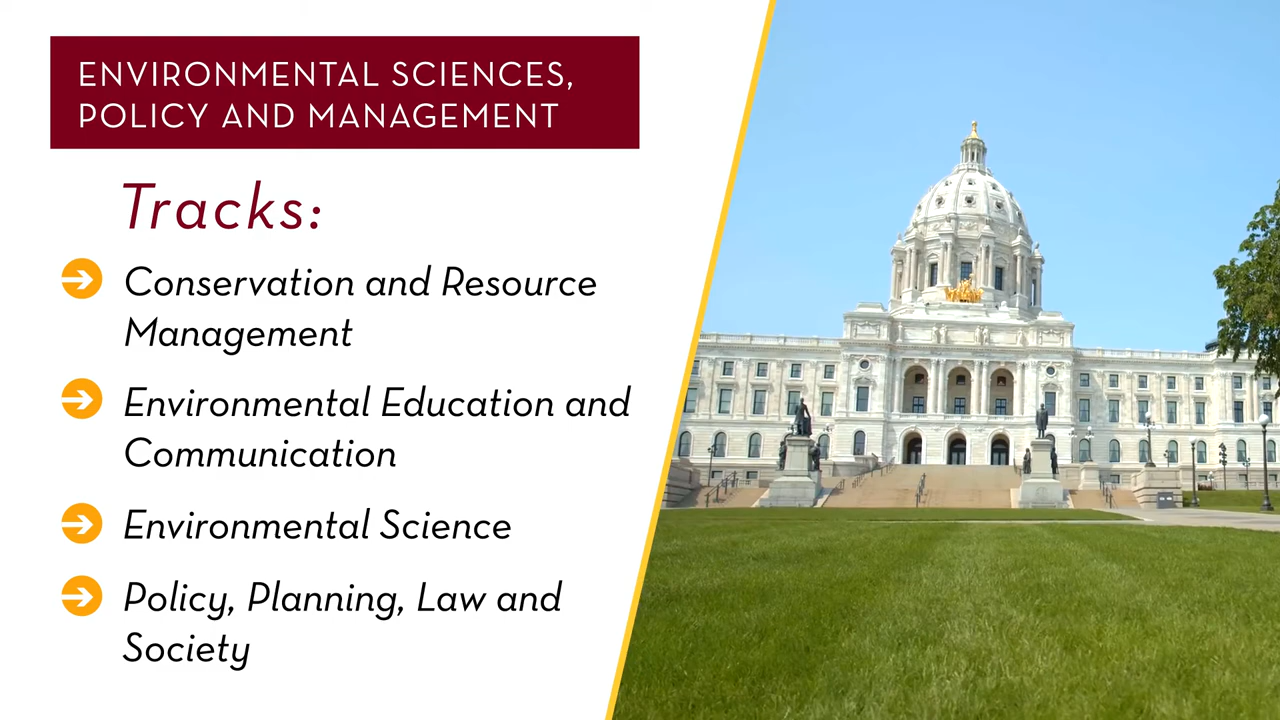 ENVIRONMENTAL SCIENCES,
POLICY AND MANAGEMENT
Tracks:
Conservation and Resource
Management
Environmental Education and
Communication
Environmental Science
Policy, Planning, Law and
Society